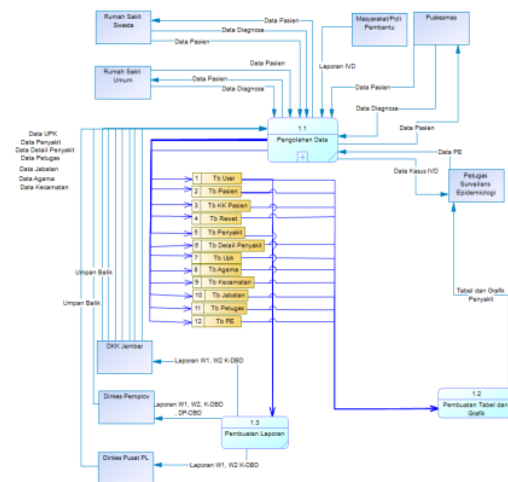 Rumah Sakit
Swasta
Data Pasien
Data Diagnose
Data Pasien
Masyarakat/Poli
Pembantu
Puskesmas
Laporan IVD
Rumah Sakit
Umum
Data Pasien
Data Pasien
Data Diagnose
Data Pasien
Data Diagnose
Data Pasien
1.1
Pengolahan Data
Data UPIK
Data Penyakit
Data Detail Penyakit
Data Petugas
Data Jabatan
Data Agama
Data Kecamatan
Data PE
Data Kasus IVD
Petugas
Surveilans
Epidemiologi
1 Tb User
2 Tb Pasien
3 Tb KK Pasien
4 Tb Rawat
5 Tb Penyakit
6 Tb Detail Penyakit
7 Tb Upk
8 Tb Agama
9 Tb Kecamatan
10 Tb Jabatan
11 Tb Petugas
12 Tb PE
Umpan Balik
Umpan Balik
Tabel dan Grafik
Penyakit
DKK Jember
Laporan W1, W2 K-DBD
Dinkes Pemprov
Laporan W1, W2, K-DBD
, DP-DBD
1.3
Pembuatan Laporan
1.2
Pembuatan Tabel dan
Grafik
Dinkes Pusat PL
Laporan W1, W2 K-DBD